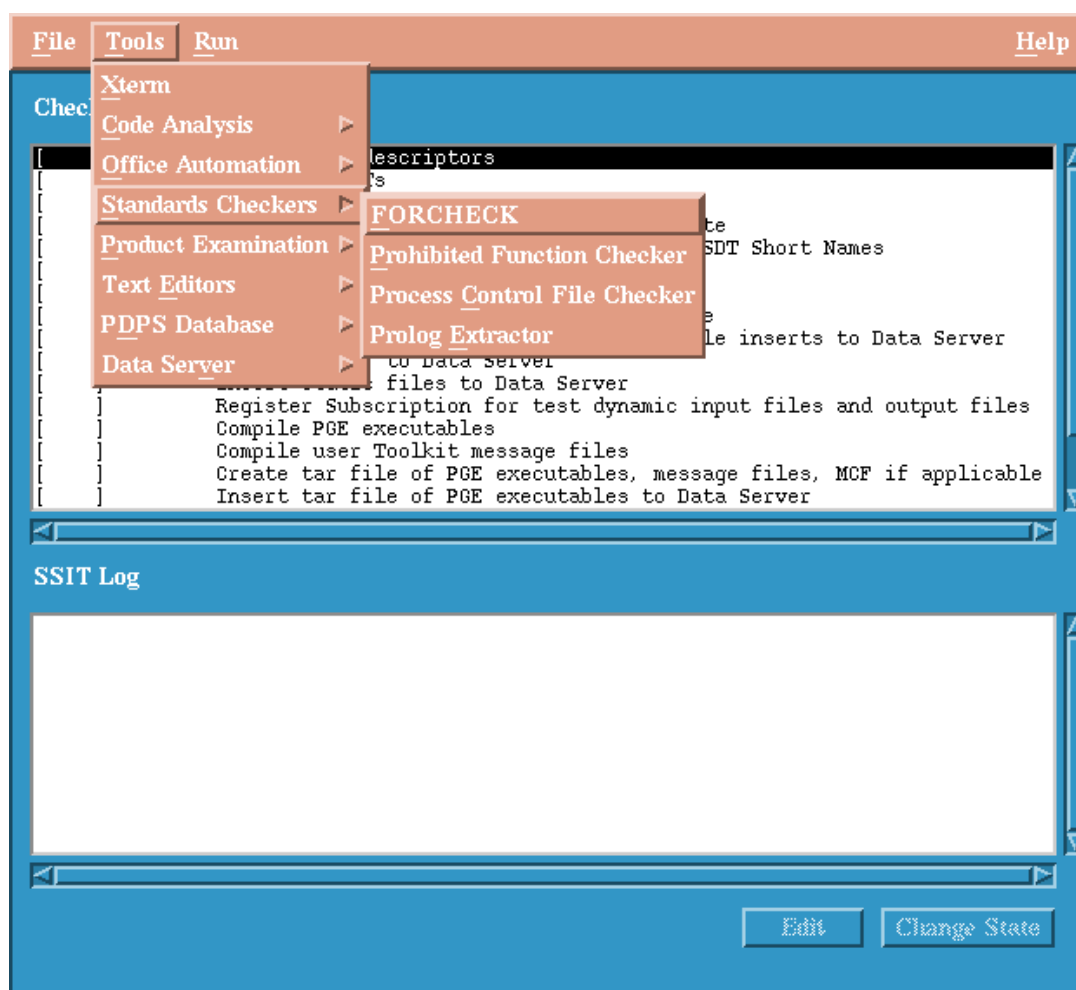 File Tools Run Help
Xterm
Code Analysis
Office Automation
Standards Checkers
Product Examination
Text Editors
PDPS Database
Data Server
FORCHECK
Prohibited Function Checker
Process Control File Checker
Prolog Extractor
[ descriptors
[
[
[
[ SDT Short Names
[
[
[
[ inserts to Data Server
[ to Data Server
[ ] files to Data Server
[ ] Register Subscription for test dynamic input files and output files
[ ] Compile PGE executables
[ ] Compile user Toolkit message files
[ ] Create tar file of PGE executables, message files, MCF if applicable
[ ] Insert tar file of PGE executables to Data Server
SSIT Log
Edit Change State